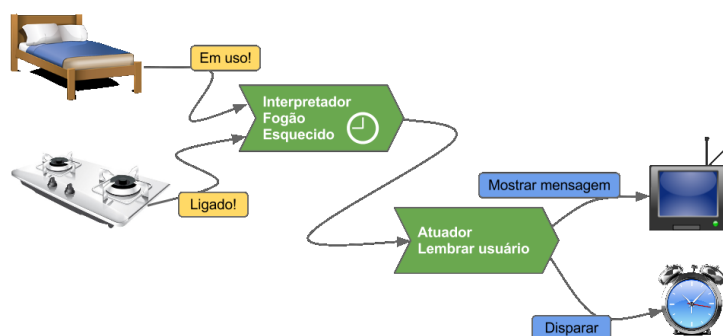 Em uso!
Interpretador
Fogão
Esquecido
Ligado!
Mostrar mensagem
Atuador
Lembrar usuário
Disparar